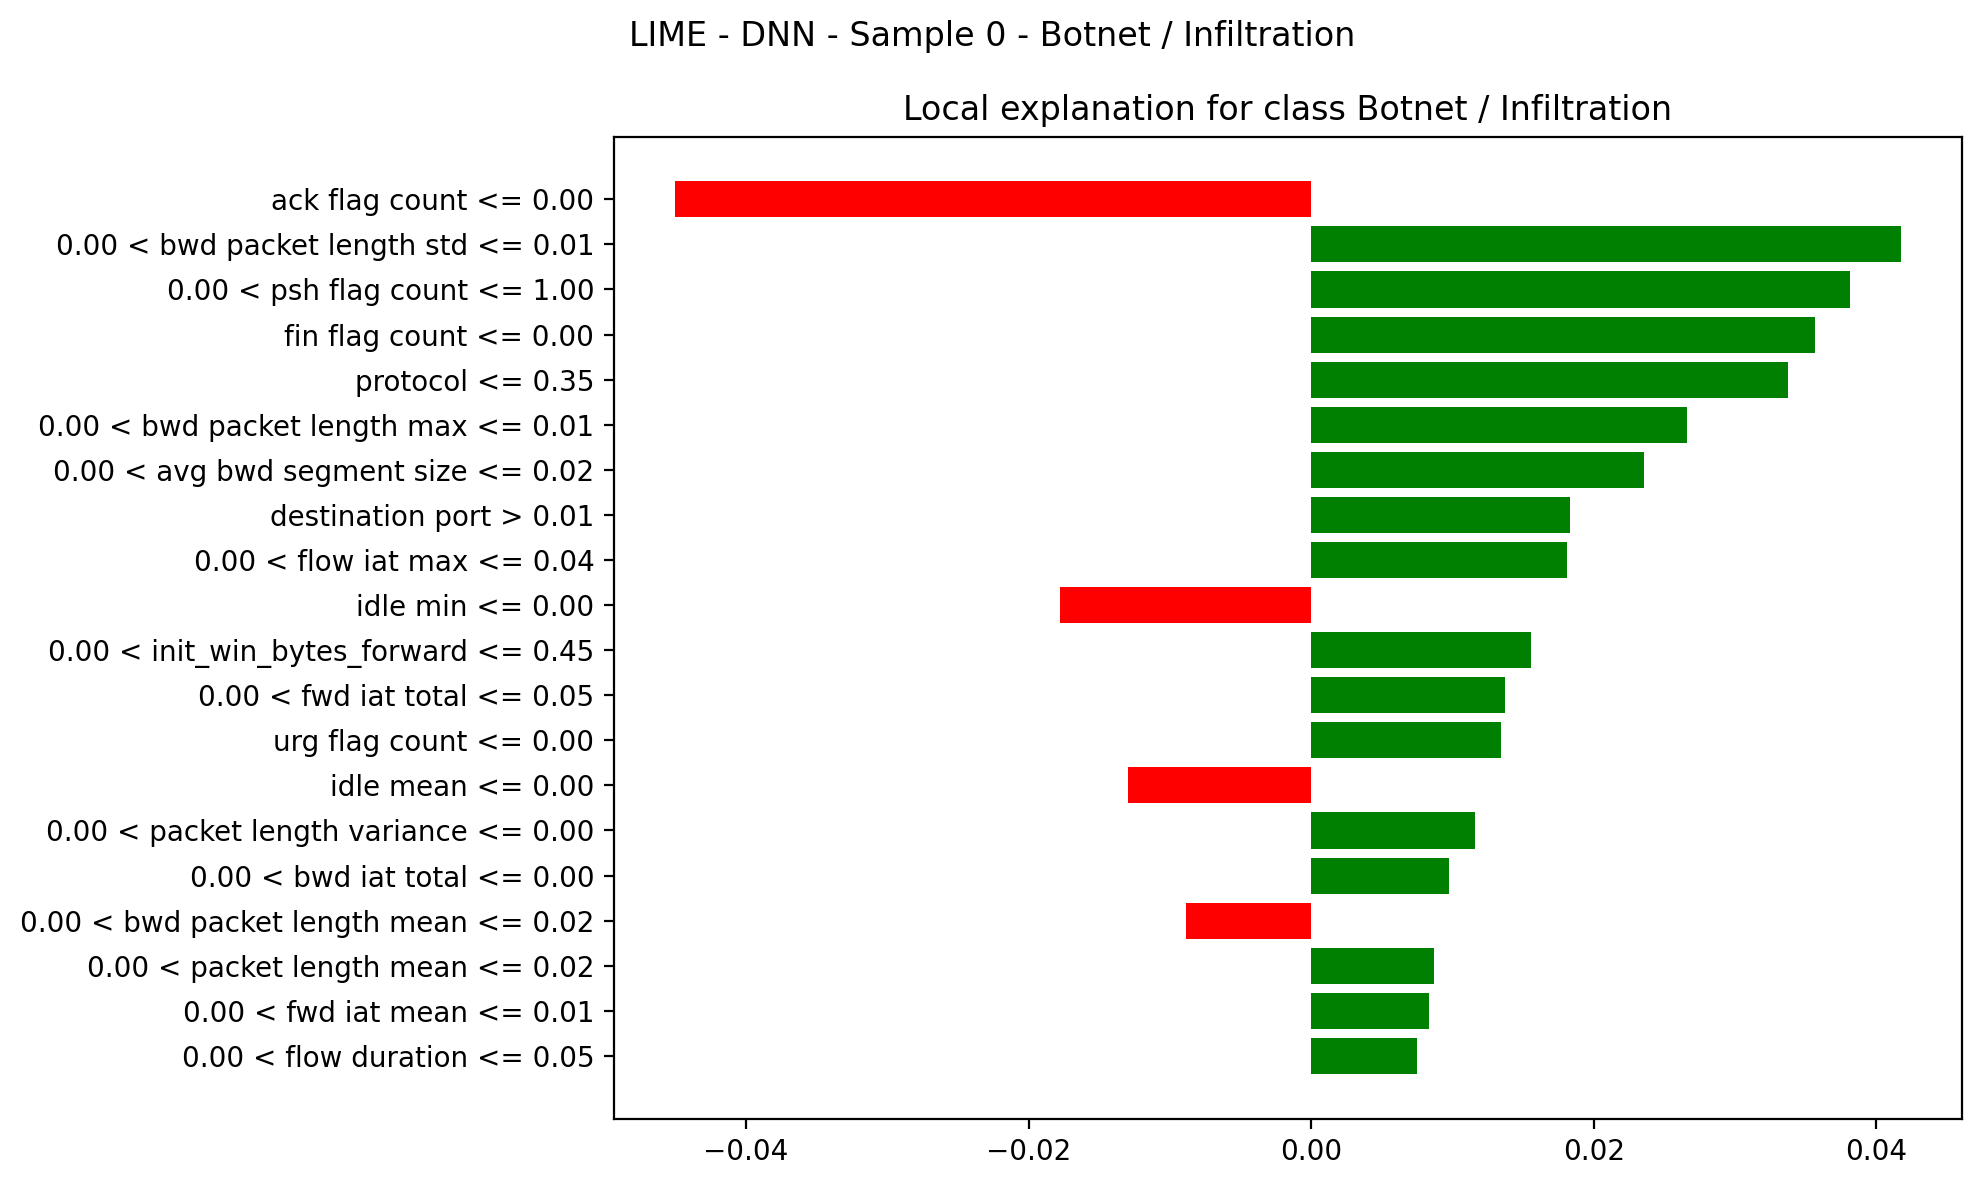 LIME - DNN - Sample 0 - Botnet / Infiltration
Local explanation for class Botnet / Infiltration
ack flag count <= 0.00
0.00 < bwd packet length std <= 0.01
0.00 < psh flag count <= 1.00
fin flag count <= 0.00
protocol <= 0.35
0.00 < bwd packet length max <= 0.01
0.00 < avg bwd segment size <= 0.02
destination port > 0.01
0.00 < flow iat max <= 0.04
idle min <= 0.00
0.00 < init_win_bytes_forward <= 0.45
0.00 < fwd iat total <= 0.05
urg flag count <= 0.00
idle mean <= 0.00
0.00 < packet length variance <= 0.00
0.00 < bwd iat total <= 0.00
0.00 < bwd packet length mean <= 0.02
0.00 < packet length mean <= 0.02
0.00 < fwd iat mean <= 0.01
0.00 < flow duration <= 0.05
−0.04 −0.02 0.00 0.02 0.04